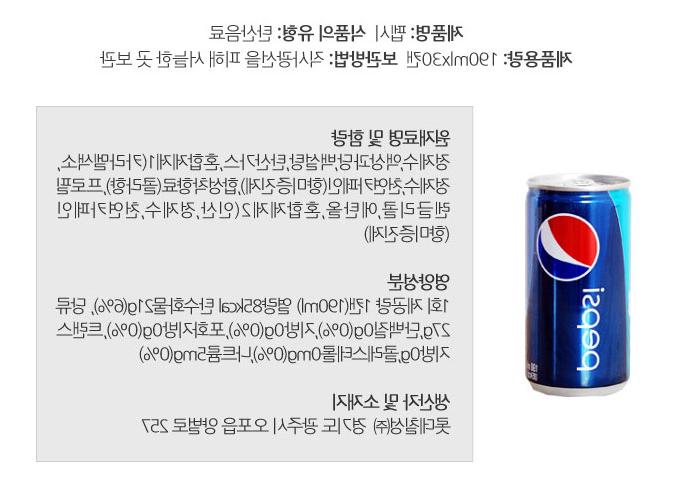 제품명: 펩시 식품의 유형: 탄산음료
제품용량: 190mlx30캔 보관방법: 직사광선을 피해 서늘한 곳 보관
원재료명 및 함량
정제수,액상과당,백설탕,탄산가스,혼합제제1(카라멜색소,
정제수,천연카페인(향미증진제)),합성착향료(콜라향),프로필
렌글리콜,에탄올,혼합제제2(인산,정제수,천연카페인
(향미증진제)
영양성분
1회 제공량 1캔(190ml) 열량85kcal 탄수화물21g(6%), 당류
27g,단백질0g(0%),지방0g(0%),포화지방0g(0%),트랜스
지방0g,콜레스테롤0mg(0%),나트륨5mg(0%)
생산자 및 소재지
롯데칠성㈜ 경기도 광주시 오포읍 양벌로 257
pepsi